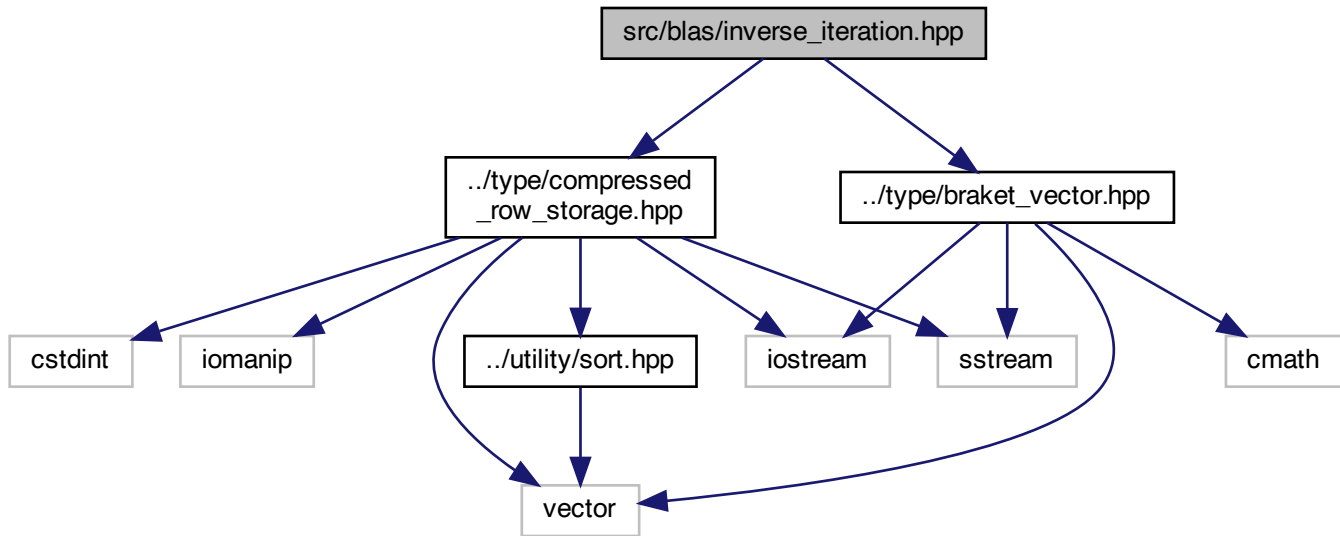 src/blas/inverse_iteration.hpp
../type/compressed
_row_storage.hpp
../type/braket_vector.hpp
cstdint
iomanip
../utility/sort.hpp
iostream
sstream
cmath
vector